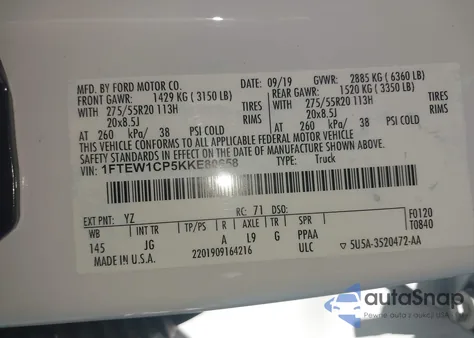 MFD. BY FORD MOTOR CO.
DATE: 09/19 GVWR: 2885 KG (6360 LB)
FRONT GAWR: 1429 KG (3150 LB) REAR GAWR: 1520 KG (3350 LB)
WITH 275/55R20 113H TIRES WITH 275/55R20 113H TIRES
20x8.5J RIMS 20x8.5J RIMS
AT 260 kPa/ 38 PSI COLD AT 260 kPa/ 38 PSI COLD
THIS VEHICLE CONFORMS TO ALL APPLICABLE FEDERAL MOTOR VEHICLE
SAFETY STANDARDS IN EFFECT ON THE DATE OF MANUFACTURE SHOWN ABOVE.
VIN: TYPE: Truck
EXT PNT: YZ RC: 71 DSO:
WB INT TR TP/PS R AXLE TR SPR F0120
145 JG A L9 G PPAA T0840
MADE IN U.S.A. 2201909164216 ULC ▽ 5U5A-3520472-AA
autoSnap
Pewne auto's aukcji USA